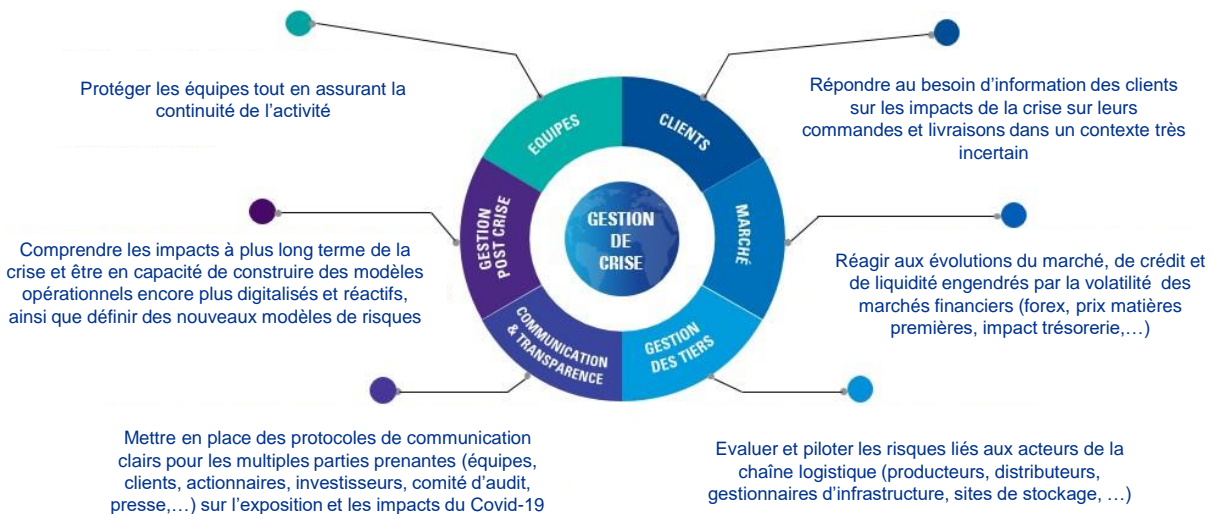 Protéger les équipes tout en assurant la
continuité de l’activité
Répondre au besoin d’information des clients
sur les impacts de la crise sur leurs
commandes et livraisons dans un contexte très
incertain
EQUIPES
CLIENTS
GESTION
POST CRISE
GESTION
DE
CRISE
MARCHÉ
Comprendre les impacts à plus long terme de la
crise et être en capacité de construire des modèles
opérationnels encore plus digitalisés et réactifs,
ainsi que définir des nouveaux modèles de risques
Réagir aux évolutions du marché, de crédit et
de liquidité engendrés par la volatilité des
marchés financiers (forex, prix matières
premières, impact trésorerie,…)
COMMUNICATION
& TRANSPARENCE
GESTION
DES TIERS
Mettre en place des protocoles de communication
clairs pour les multiples parties prenantes (équipes,
clients, actionnaires, investisseurs, comité d’audit,
presse,…) sur l’exposition et les impacts du Covid-19
Evaluer et piloter les risques liés aux acteurs de la
chaîne logistique (producteurs, distributeurs,
gestionnaires d’infrastructure, sites de stockage, …)